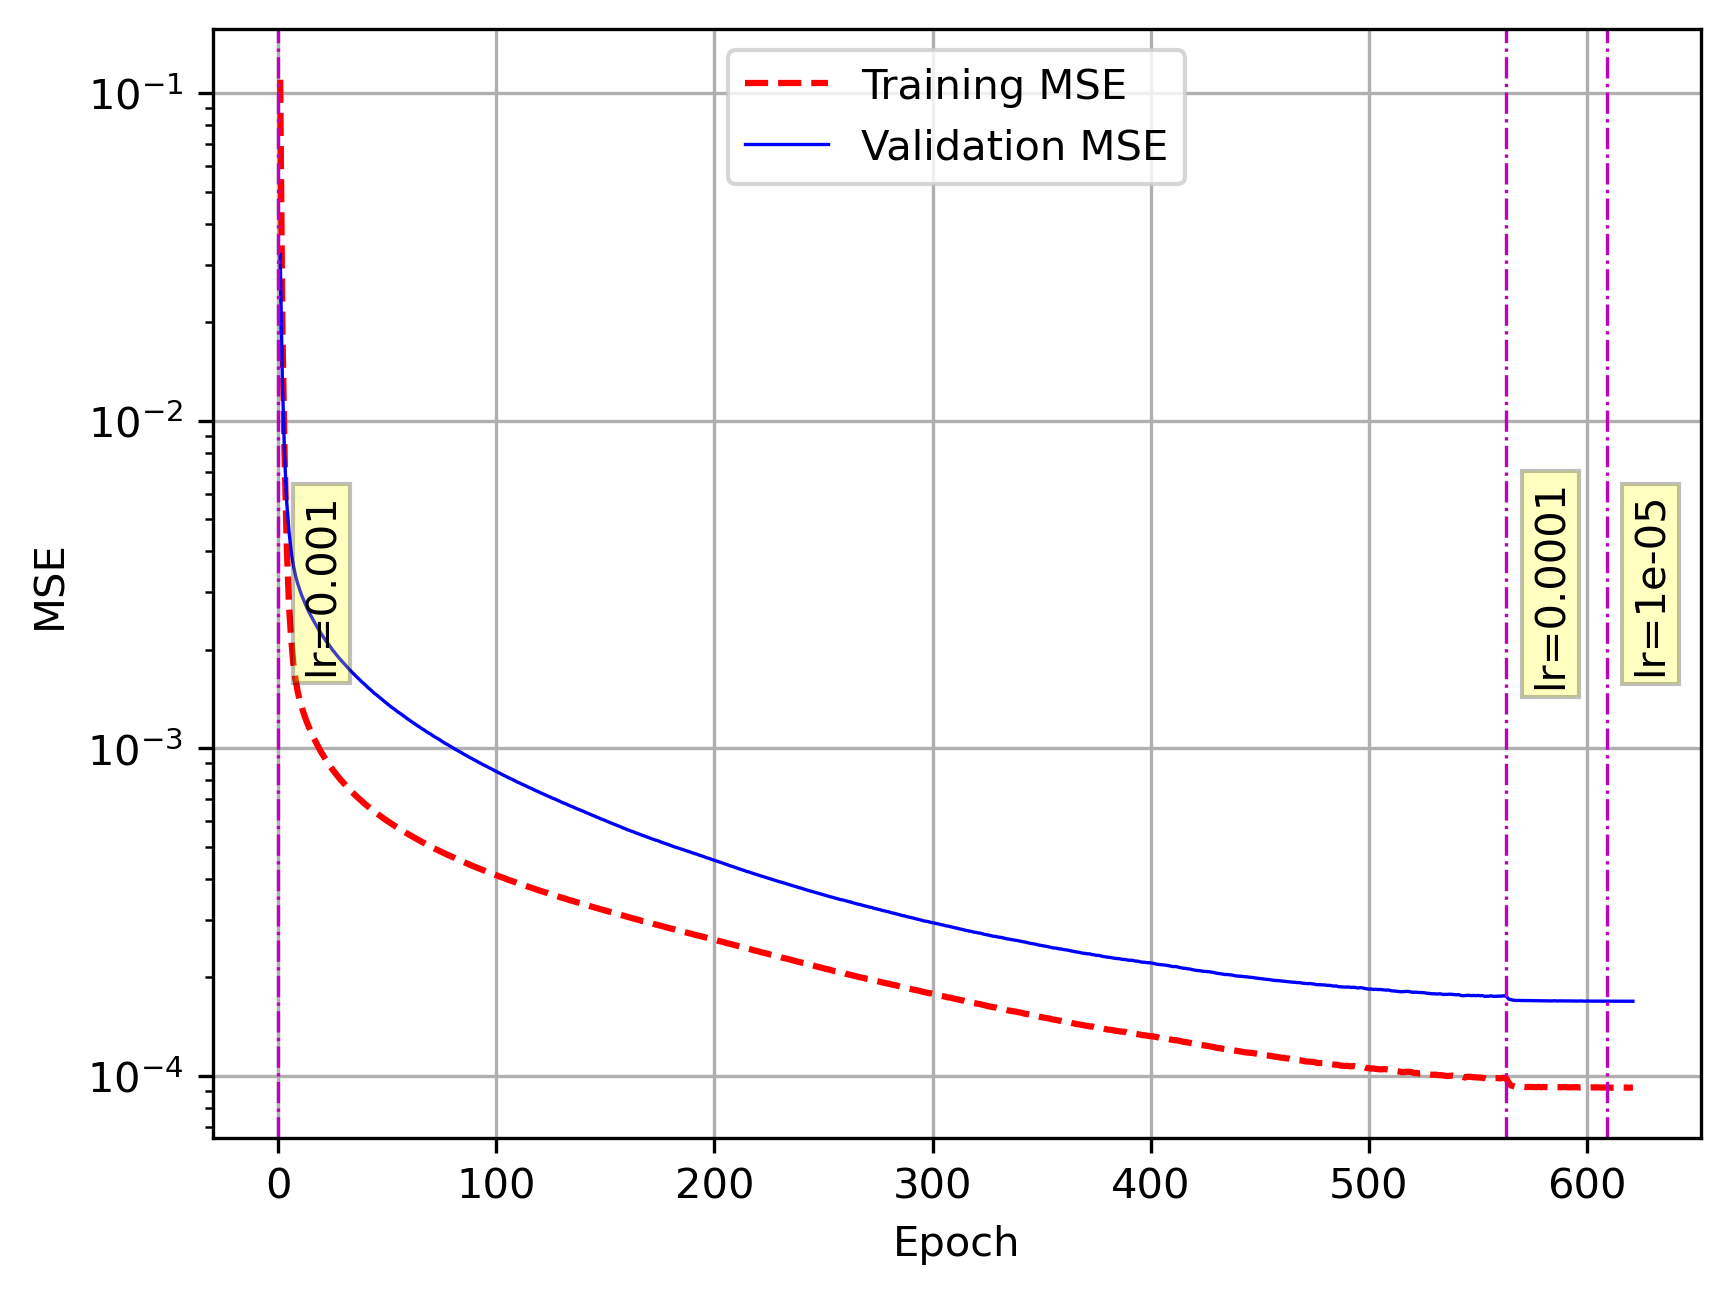 Training MSE
Validation MSE
10⁻¹
10⁻²
10⁻³
10⁻⁴
MSE
lr=0.001
lr=0.0001
lr=1e-05
0 100 200 300 400 500 600
Epoch